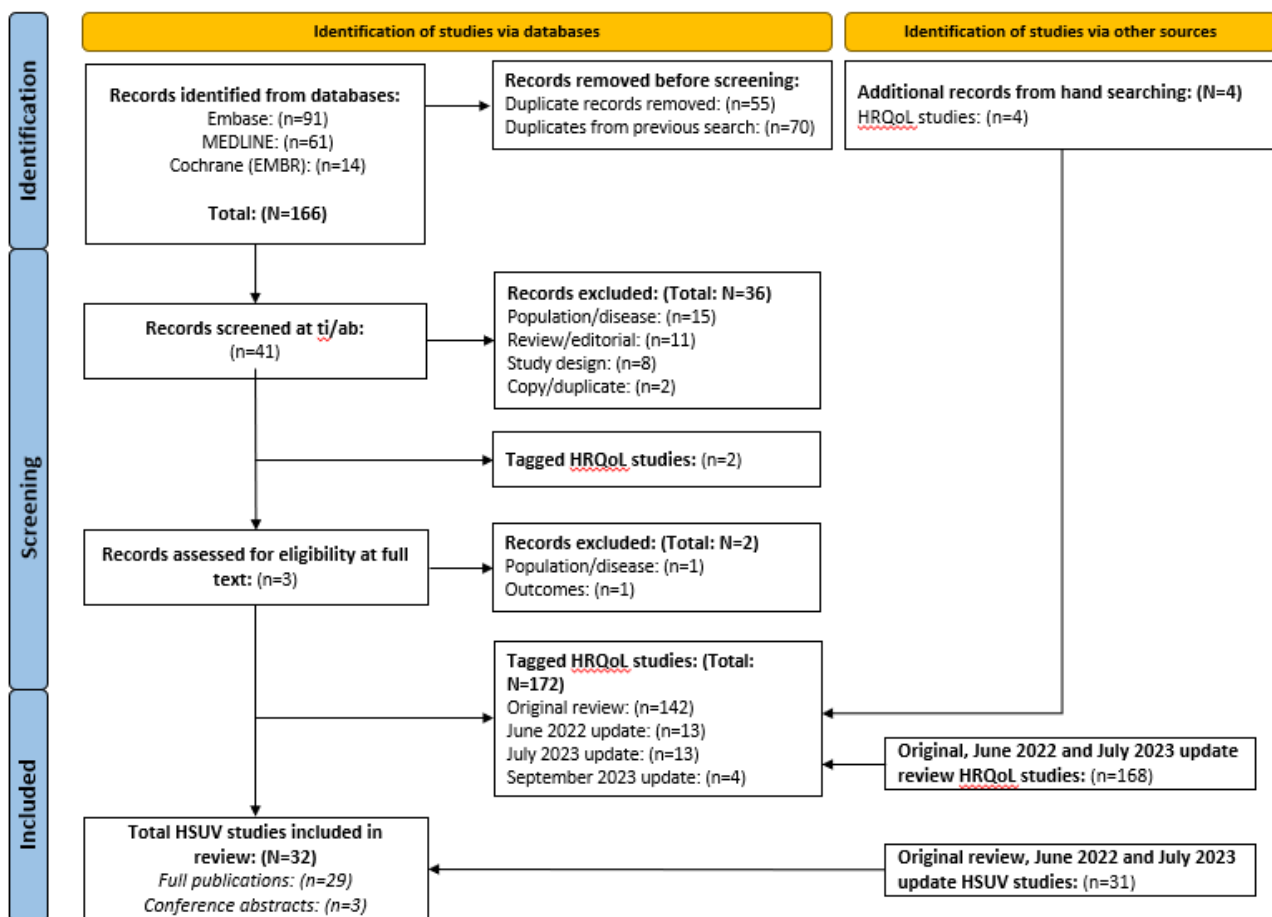 Identification of studies via databases
Identification of studies via other sources
Identification
Records identified from databases:
Embase: (n=91)
MEDLINE: (n=61)
Cochrane (EMBR): (n=14)
Total: (N=166)
Records removed before screening:
Duplicate records removed: (n=55)
Duplicates from previous search: (n=70)
Additional records from hand searching: (N=4)
HRQoL studies: (n=4)
Screening
Records screened at ti/ab:
(n=41)
Records excluded: (Total: N=36)
Population/disease: (n=15)
Review/editorial: (n=11)
Study design: (n=8)
Copy/duplicate: (n=2)
Tagged HRQoL studies: (n=2)
Records assessed for eligibility at full
text: (n=3)
Records excluded: (Total: N=2)
Population/disease: (n=1)
Outcomes: (n=1)
Tagged HRQoL studies: (Total:
N=172)
Original review: (n=142)
June 2022 update: (n=13)
July 2023 update: (n=13)
September 2023 update: (n=4)
Included
Original, June 2022 and July 2023 update
review HRQoL studies: (n=168)
Total HSUV studies included in
review: (N=32)
Full publications: (n=29)
Conference abstracts: (n=3)
Original review, June 2022 and July 2023
update HSUV studies: (n=31)